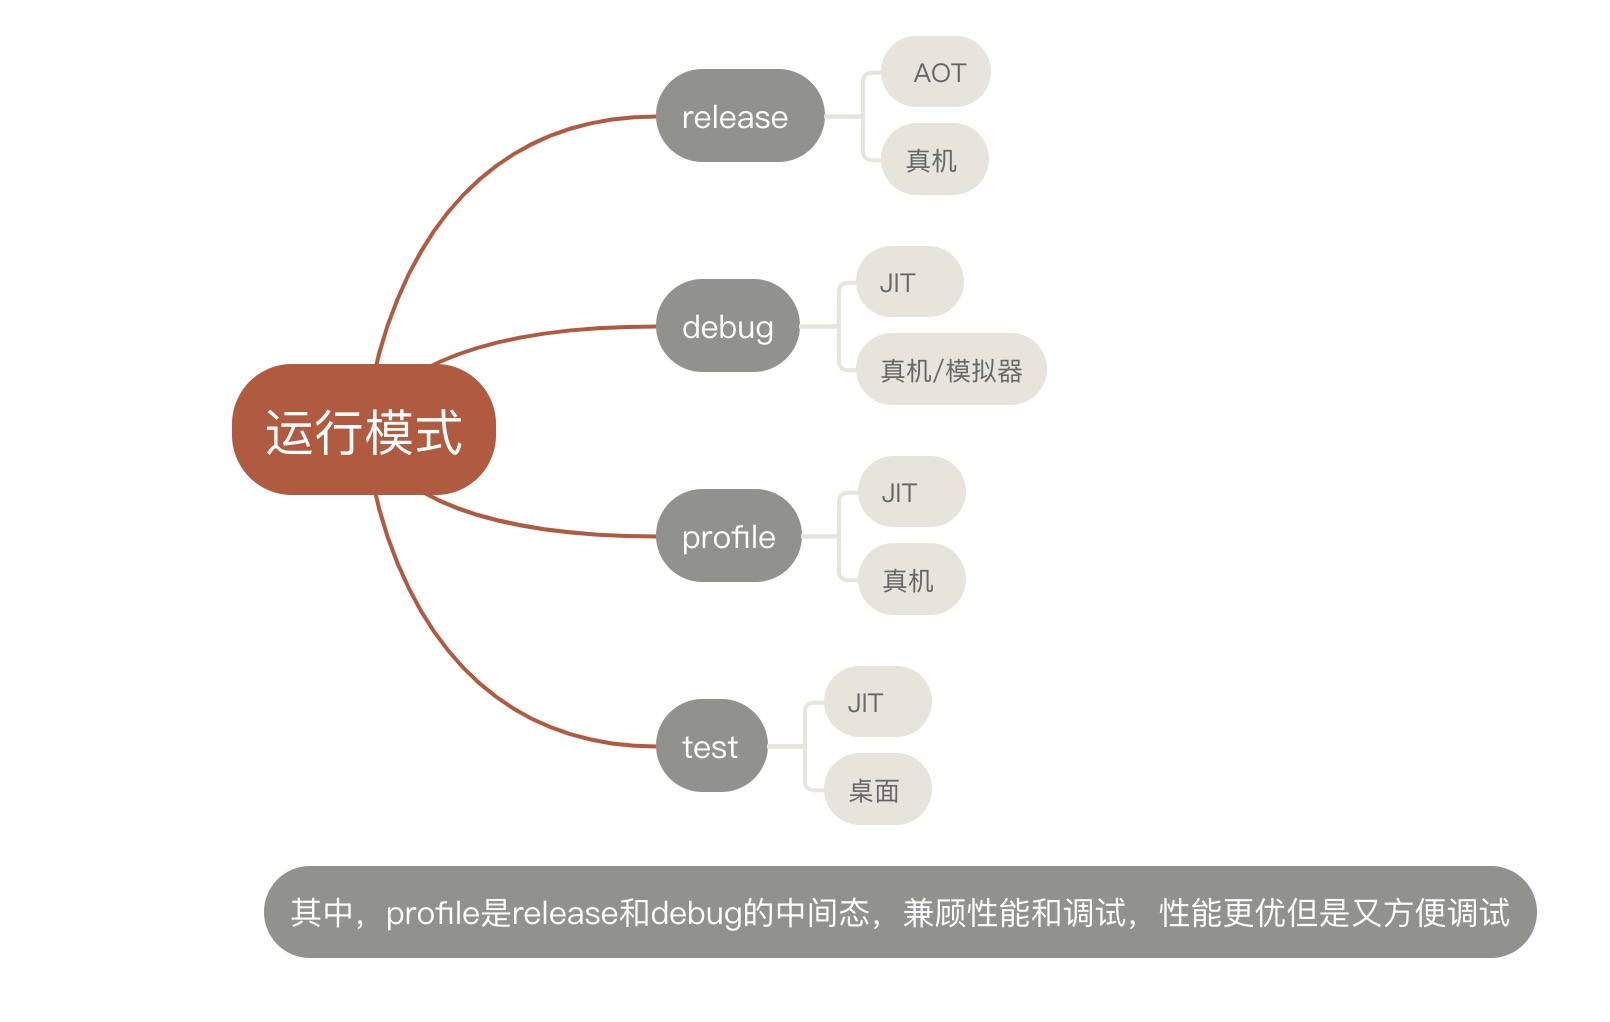 release
AOT
真机
debug
JIT
真机/模拟器
运行模式
profile
JIT
真机
test
JIT
桌面
其中，profile是release和debug的中间态，兼顾性能和调试，性能更优但是又方便调试